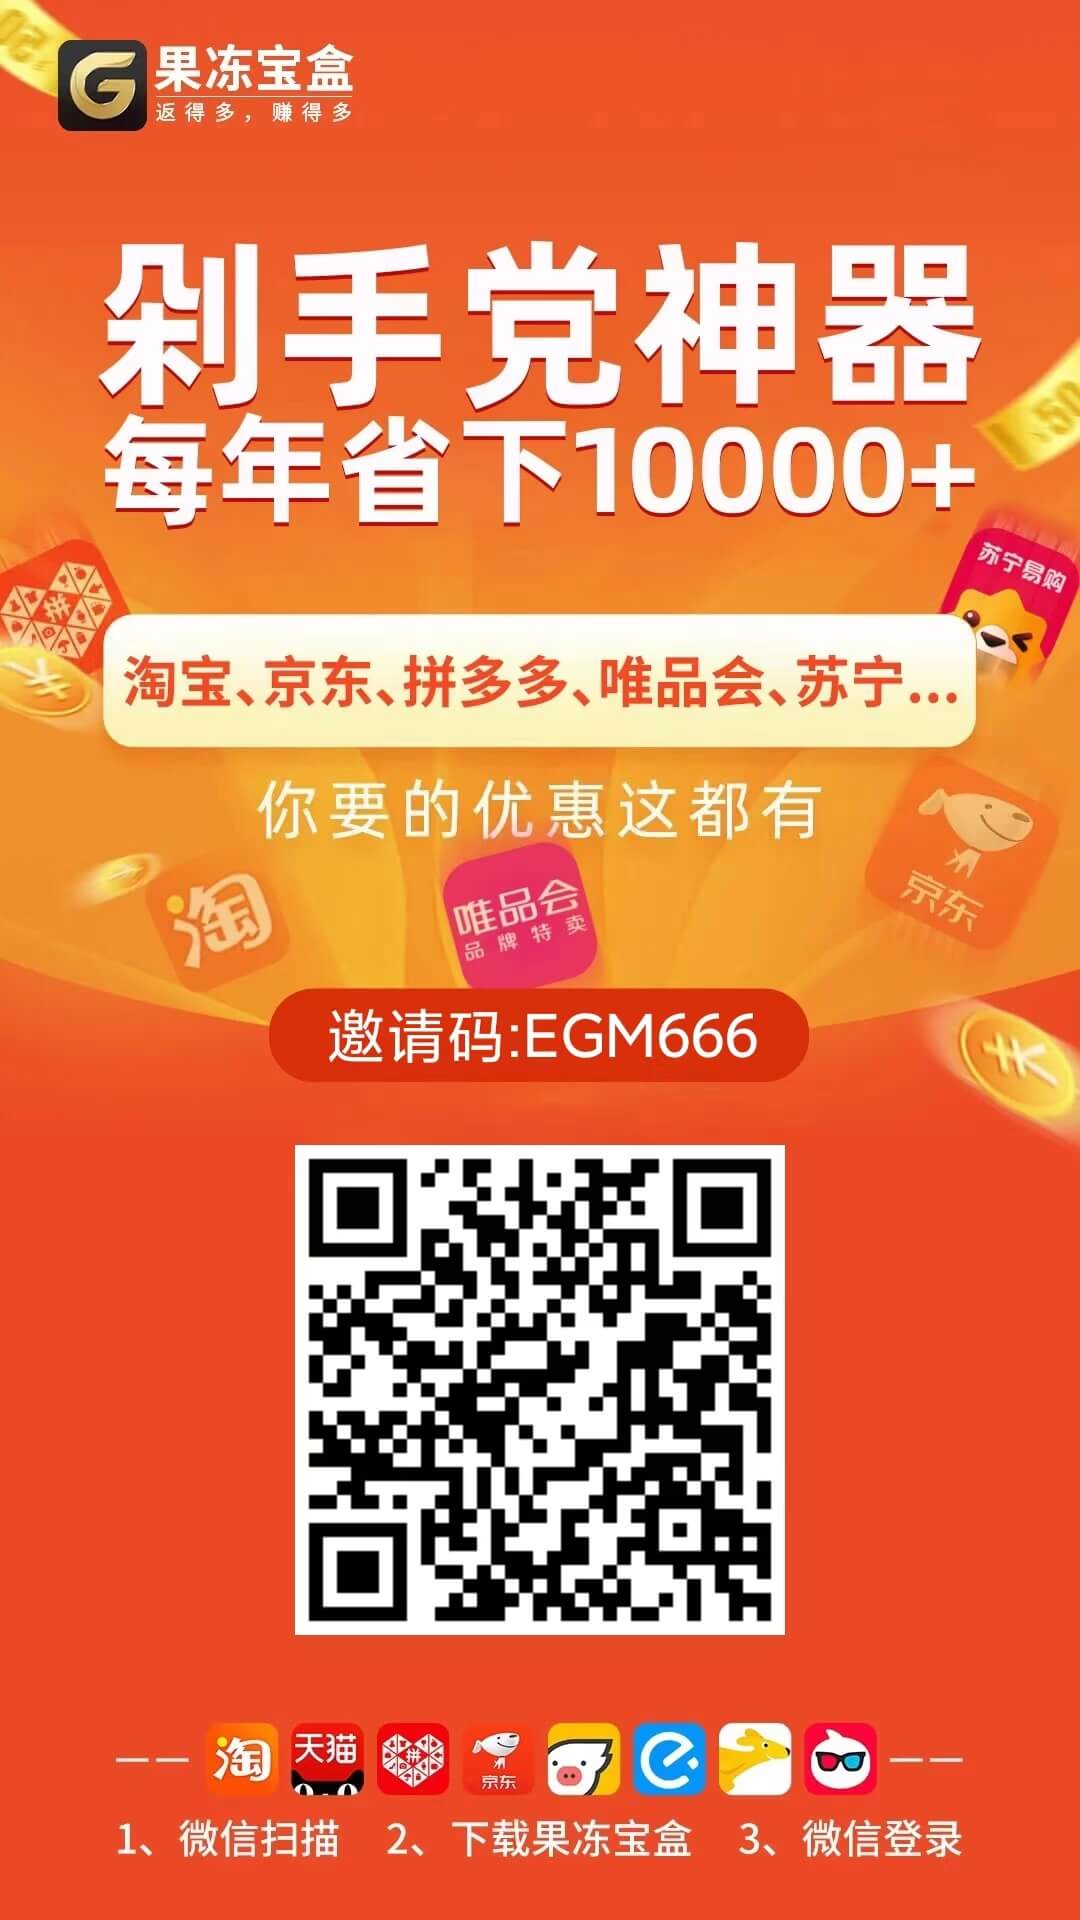 果冻宝盒
返得多，赚得多
剁手党神器
每年省下10000+
拼
苏宁易购
淘宝、京东、拼多多、唯品会、苏宁...
你要的优惠这都有
淘
唯品会
品牌特卖
京东
邀请码:EGM666
淘
天猫
拼
京东
1、微信扫描 2、下载果冻宝盒 3、微信登录